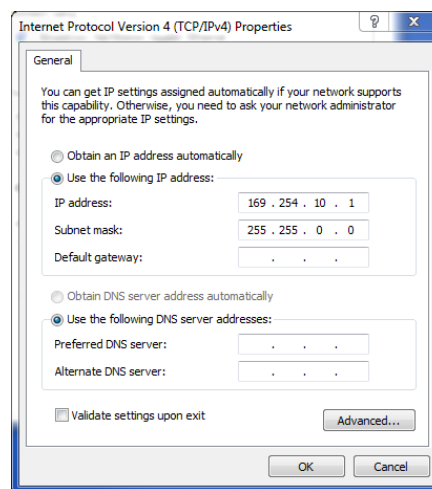 Internet Protocol Version 4 (TCP/IPv4) Properties
General
You can get IP settings assigned automatically if your network supports
this capability. Otherwise, you need to ask your network administrator
for the appropriate IP settings.
Obtain an IP address automatically
Use the following IP address:
IP address: 169 . 254 . 10 . 1
Subnet mask: 255 . 255 . 0 . 0
Default gateway: . . .
Obtain DNS server address automatically
Use the following DNS server addresses:
Preferred DNS server: . . .
Alternate DNS server: . . .
Validate settings upon exit
Advanced...
OK Cancel